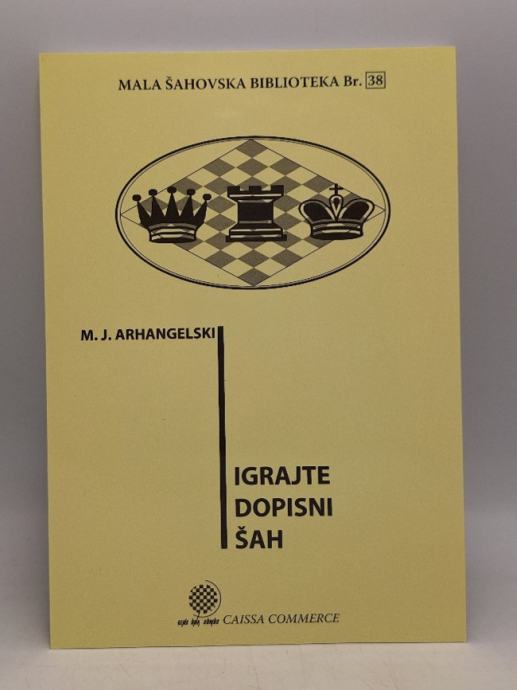 MALA ŠAHOVSKA BIBLIOTEKA Br. 38
M. J. ARHANGELSKI
IGRAJTE
DOPISNI
ŠAH
CAISSA COMMERCE